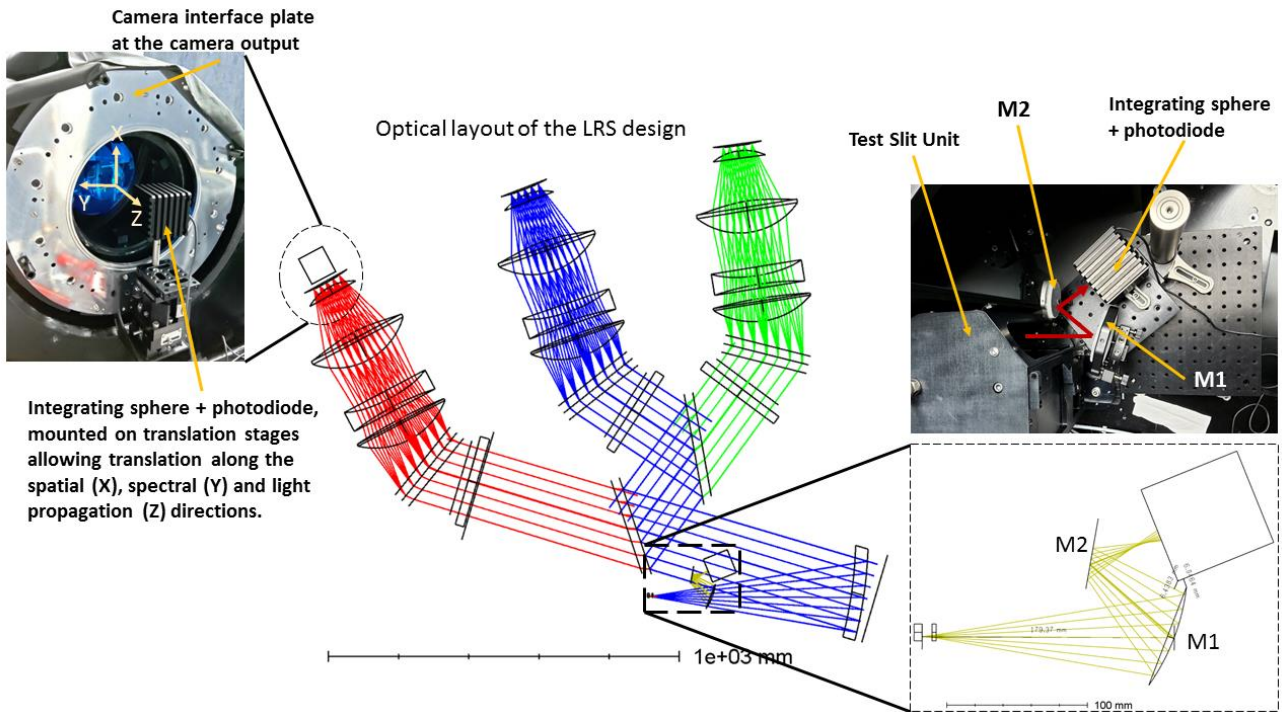 Camera interface plate
at the camera output
X
Y
Z
Integrating sphere + photodiode,
mounted on translation stages
allowing translation along the
spatial (X), spectral (Y) and light
propagation (Z) directions.
Optical layout of the LRS design
1e+03 mm
M2
Integrating sphere
+ photodiode
Test Slit Unit
M1
M2
179.37 mm
M1
100 mm